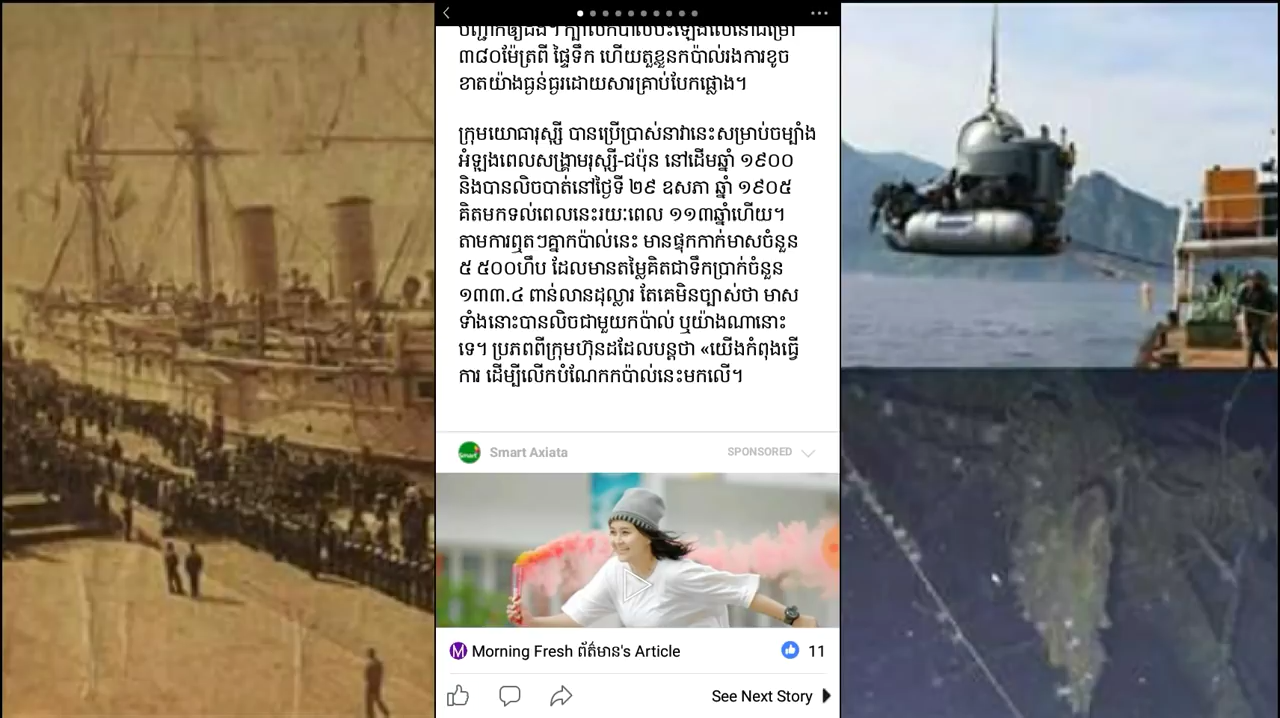 ៣៨០ម៉ែត្រពី ផ្ទៃទឹក ហើយតួខ្លួនកប៉ាល់រងការខូច
ខាតយ៉ាងធ្ងន់ធ្ងរដោយសារគ្រាប់បែកផ្លោង។
ក្រុមយោធារុស្ស៊ី បានប្រើប្រាស់នាវានេះសម្រាប់ចម្បាំង
អំឡុងពេលសង្គ្រាមរុស្ស៊ី-ជប៉ុន នៅដើមឆ្នាំ ១៩០០
និងបានលិចបាត់នៅថ្ងៃទី ២៩ ឧសភា ឆ្នាំ ១៩០៥
គិតមកទល់ពេលនេះរយៈពេល ១១៣ឆ្នាំហើយ។
តាមការឮតៗគ្នាកប៉ាល់នេះ មានផ្ទុកកាក់មាសចំនួន
៥ ៥០០ហឹប ដែលមានតម្លៃគិតជាទឹកប្រាក់ចំនួន
១៣៣.៤ ពាន់លានដុល្លារ តែគេមិនច្បាស់ថា មាស
ទាំងនោះបានលិចជាមួយកប៉ាល់ ឬយ៉ាងណានោះ
ទេ។ ប្រភពពីក្រុមហ៊ុនដដែលបន្តថា «យើងកំពុងធ្វើ
ការ ដើម្បីលើកបំណែកកប៉ាល់នេះមកលើ។
Smart Axiata
SPONSORED
Morning Fresh ព័ត៌មាន's Article
11
See Next Story